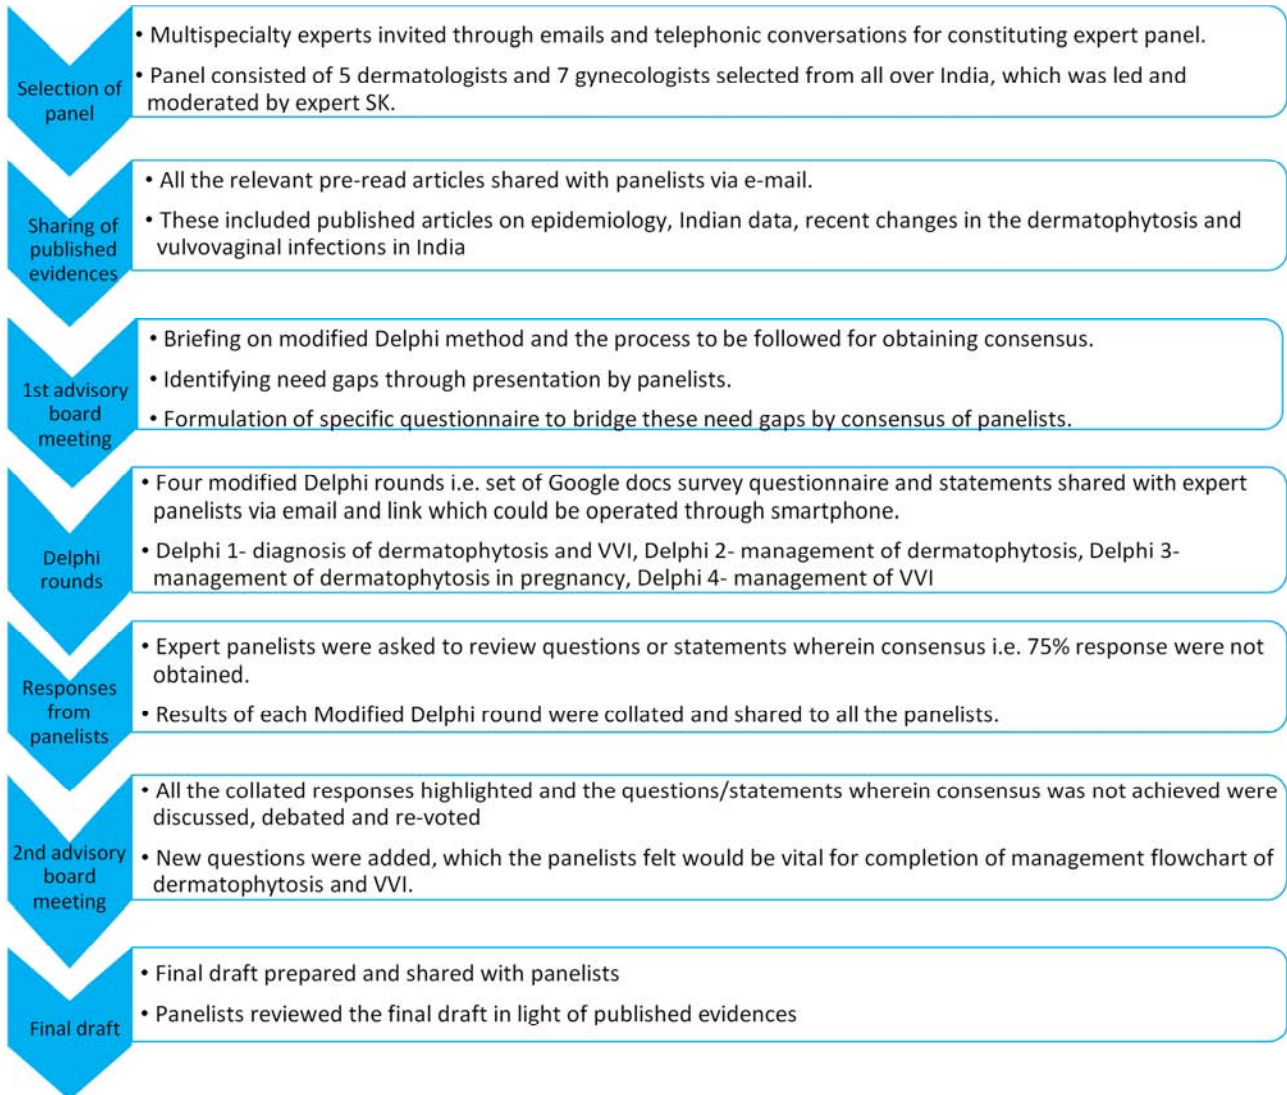 Selection of
panel
• Multispecialty experts invited through emails and telephonic conversations for constituting expert panel.
• Panel consisted of 5 dermatologists and 7 gynecologists selected from all over India, which was led and
moderated by expert SK.
Sharing of
published
evidences
• All the relevant pre-read articles shared with panelists via e-mail.
• These included published articles on epidemiology, Indian data, recent changes in the dermatophytosis and
vulvovaginal infections in India
1st advisory
board
meeting
• Briefing on modified Delphi method and the process to be followed for obtaining consensus.
• Identifying need gaps through presentation by panelists.
• Formulation of specific questionnaire to bridge these need gaps by consensus of panelists.
Delphi
rounds
• Four modified Delphi rounds i.e. set of Google docs survey questionnaire and statements shared with expert
panelists via email and link which could be operated through smartphone.
• Delphi 1- diagnosis of dermatophytosis and VVI, Delphi 2- management of dermatophytosis, Delphi 3-
management of dermatophytosis in pregnancy, Delphi 4- management of VVI
Responses
from
panelists
• Expert panelists were asked to review questions or statements wherein consensus i.e. 75% response were not
obtained.
• Results of each Modified Delphi round were collated and shared to all the panelists.
2nd advisory
board
meeting
• All the collated responses highlighted and the questions/statements wherein consensus was not achieved were
discussed, debated and re-voted
• New questions were added, which the panelists felt would be vital for completion of management flowchart of
dermatophytosis and VVI.
Final draft
• Final draft prepared and shared with panelists
• Panelists reviewed the final draft in light of published evidences